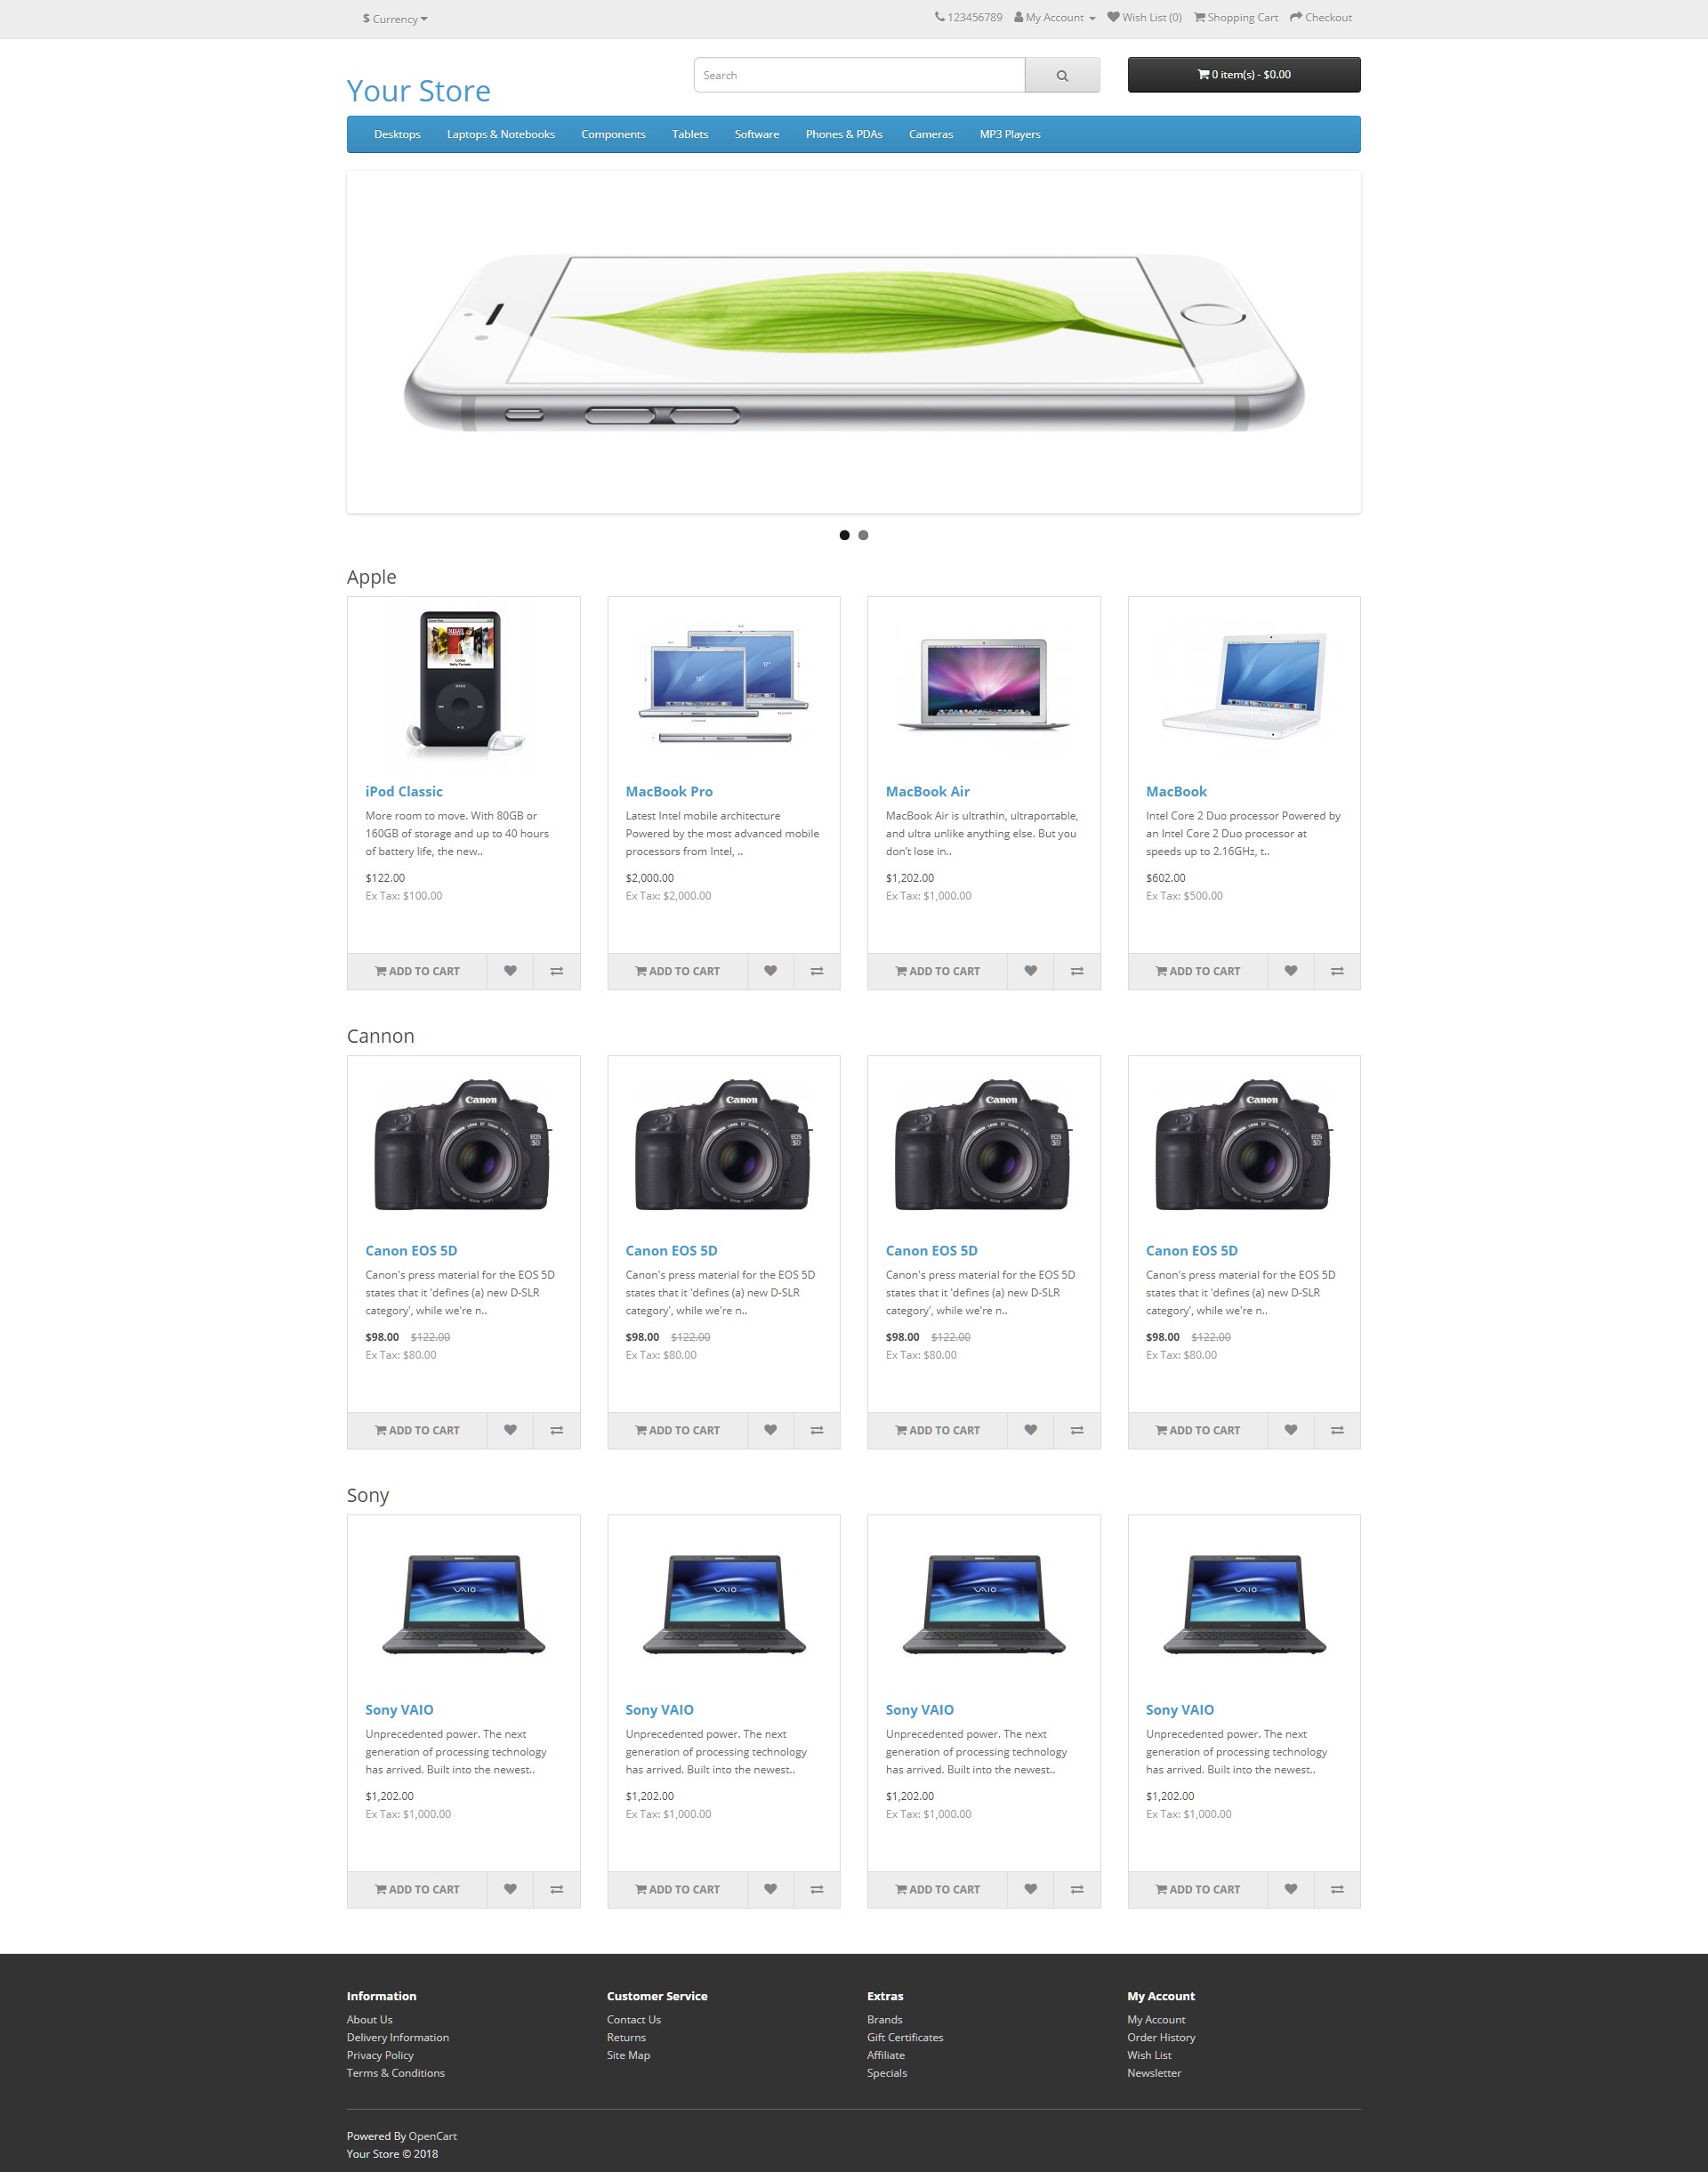 $ Currency
123456789 My Account Wish List (0) Shopping Cart Checkout
Your Store
Search
0 item(s) - $0.00
Desktops Laptops & Notebooks Components Tablets Software Phones & PDAs Cameras MP3 Players
Apple
iPod Classic
More room to move. With 80GB or
160GB of storage and up to 40 hours
of battery life, the new..
$122.00
Ex Tax: $100.00
ADD TO CART
MacBook Pro
Latest Intel mobile architecture
Powered by the most advanced mobile
processors from Intel, ..
$2,000.00
Ex Tax: $2,000.00
ADD TO CART
MacBook Air
MacBook Air is ultrathin, ultraportable,
and ultra unlike anything else. But you
don't lose in..
$1,202.00
Ex Tax: $1,000.00
ADD TO CART
MacBook
Intel Core 2 Duo processor Powered by
an Intel Core 2 Duo processor at
speeds up to 2.16GHz, t..
$602.00
Ex Tax: $500.00
ADD TO CART
Cannon
Canon
EOS
5D
Canon EOS 5D
Canon's press material for the EOS 5D
states that it 'defines (a) new D-SLR
category', while we're n..
$98.00 $122.00
Ex Tax: $80.00
ADD TO CART
Canon
EOS
5D
Canon EOS 5D
Canon's press material for the EOS 5D
states that it 'defines (a) new D-SLR
category', while we're n..
$98.00 $122.00
Ex Tax: $80.00
ADD TO CART
Canon
EOS
5D
Canon EOS 5D
Canon's press material for the EOS 5D
states that it 'defines (a) new D-SLR
category', while we're n..
$98.00 $122.00
Ex Tax: $80.00
ADD TO CART
Canon
EOS
5D
Canon EOS 5D
Canon's press material for the EOS 5D
states that it 'defines (a) new D-SLR
category', while we're n..
$98.00 $122.00
Ex Tax: $80.00
ADD TO CART
Sony
VAIO
Sony VAIO
Unprecedented power. The next
generation of processing technology
has arrived. Built into the newest..
$1,202.00
Ex Tax: $1,000.00
ADD TO CART
VAIO
Sony VAIO
Unprecedented power. The next
generation of processing technology
has arrived. Built into the newest..
$1,202.00
Ex Tax: $1,000.00
ADD TO CART
VAIO
Sony VAIO
Unprecedented power. The next
generation of processing technology
has arrived. Built into the newest..
$1,202.00
Ex Tax: $1,000.00
ADD TO CART
VAIO
Sony VAIO
Unprecedented power. The next
generation of processing technology
has arrived. Built into the newest..
$1,202.00
Ex Tax: $1,000.00
ADD TO CART
Information
About Us
Delivery Information
Privacy Policy
Terms & Conditions
Customer Service
Contact Us
Returns
Site Map
Extras
Brands
Gift Certificates
Affiliate
Specials
My Account
My Account
Order History
Wish List
Newsletter
Powered By OpenCart
Your Store © 2018